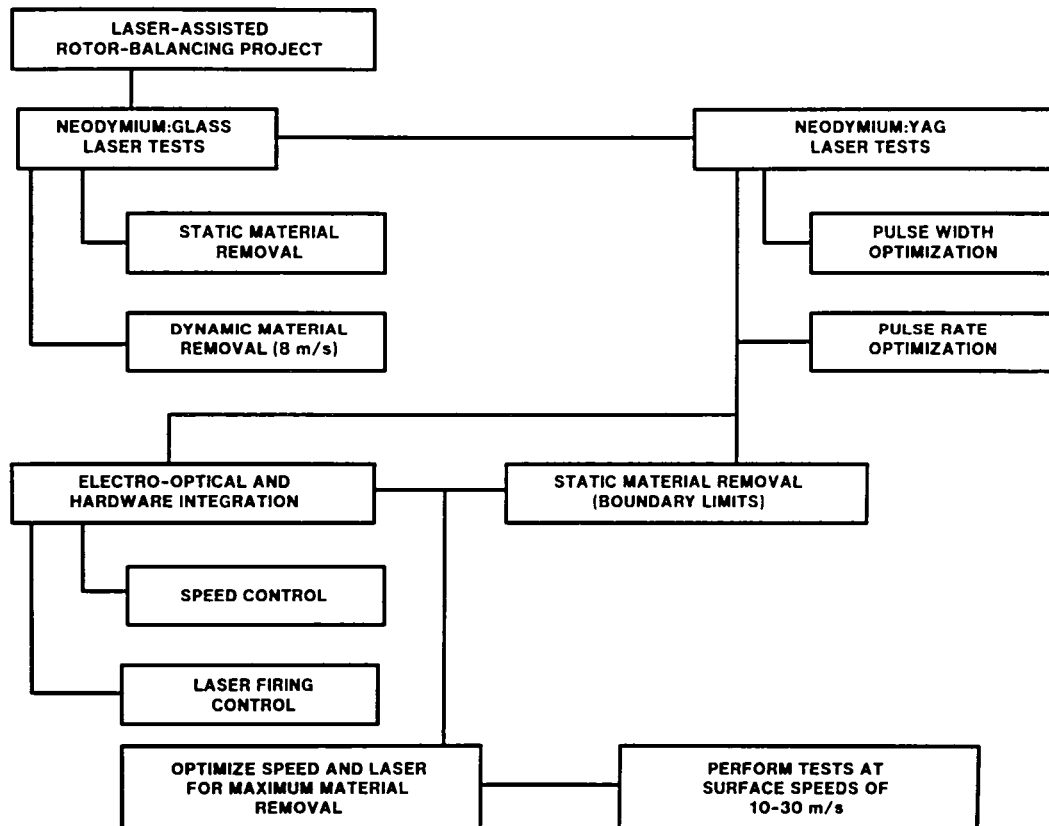 LASER-ASSISTED
ROTOR-BALANCING PROJECT
NEODYMIUM:GLASS
LASER TESTS
NEODYMIUM:YAG
LASER TESTS
STATIC MATERIAL
REMOVAL
PULSE WIDTH
OPTIMIZATION
DYNAMIC MATERIAL
REMOVAL (8 m/s)
PULSE RATE
OPTIMIZATION
ELECTRO-OPTICAL AND
HARDWARE INTEGRATION
STATIC MATERIAL REMOVAL
(BOUNDARY LIMITS)
SPEED CONTROL
LASER FIRING
CONTROL
OPTIMIZE SPEED AND LASER
FOR MAXIMUM MATERIAL
REMOVAL
PERFORM TESTS AT
SURFACE SPEEDS OF
10-30 m/s